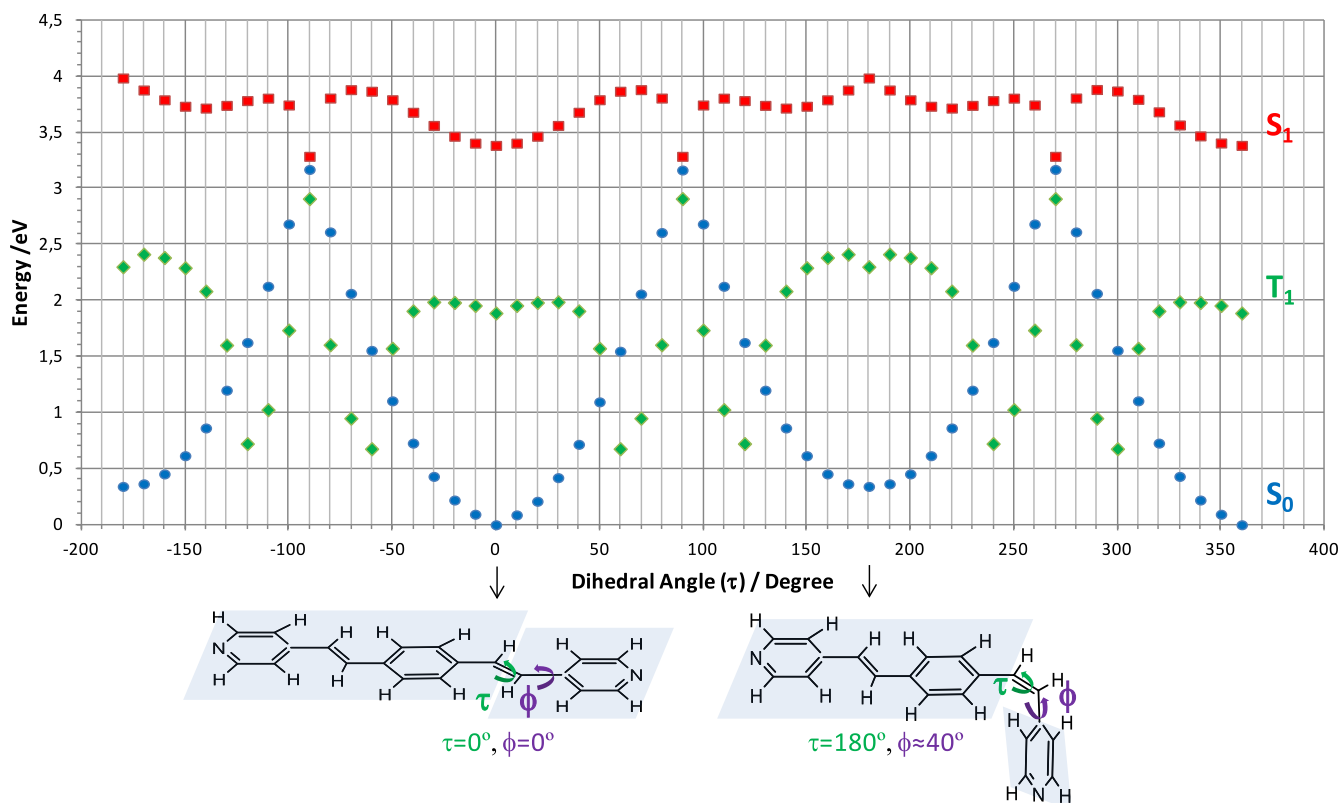 4,5
4
3,5
3
2,5
2
1,5
1
0,5
0
Energy /eV
S1
T1
S0
-200 -150 -100 -50 0 50 100 150 200 250 300 350 400
Dihedral Angle (τ) / Degree
H H H H H H H H H
N N
H H H H H H H
τ ϕ
τ=0º, ϕ=0º
H H H H H H
N τ H ϕ
H H H H H H
τ=180º, ϕ≈40º
H N H